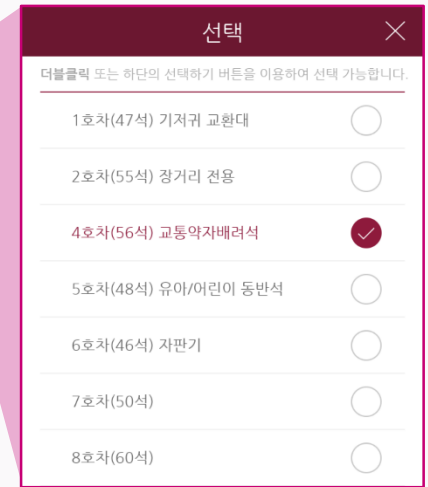 선택
더블클릭 또는 하단의 선택하기 버튼을 이용하여 선택 가능합니다.
1호차(47석) 기저귀 교환대
2호차(55석) 장거리 전용
4호차(56석) 교통약자배려석
5호차(48석) 유아/어린이 동반석
6호차(46석) 자판기
7호차(50석)
8호차(60석)